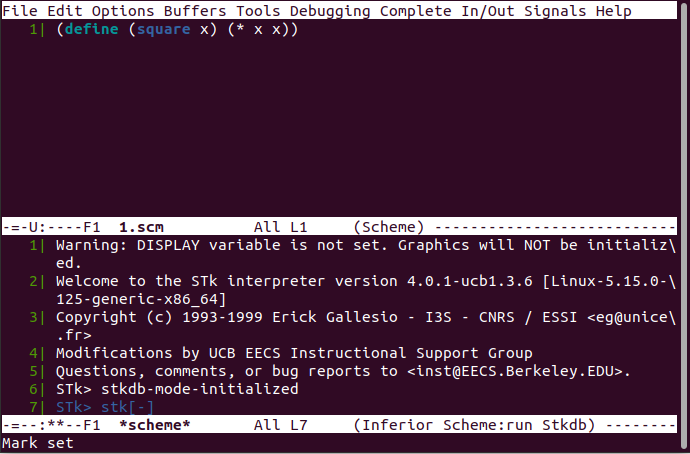 File Edit Options Buffers Tools Debugging Complete In/Out Signals Help
1| (define (square x) (* x x))
-=-U:----F1  1.scm          All L1     (Scheme) ---------------------------
1| Warning: DISPLAY variable is not set. Graphics will NOT be initializ\
ed.
2| Welcome to the STk interpreter version 4.0.1-ucb1.3.6 [Linux-5.15.0-\
125-generic-x86_64]
3| Copyright (c) 1993-1999 Erick Gallesio - I3S - CNRS / ESSI <eg@unice\
.fr>
4| Modifications by UCB EECS Instructional Support Group
5| Questions, comments, or bug reports to <inst@EECS.Berkeley.EDU>.
6| STk> stkdb-mode-initialized
7| STk> stk[-]
-=--:**--F1  *scheme*       All L7     (Inferior Scheme:run Stkdb) --------
Mark set